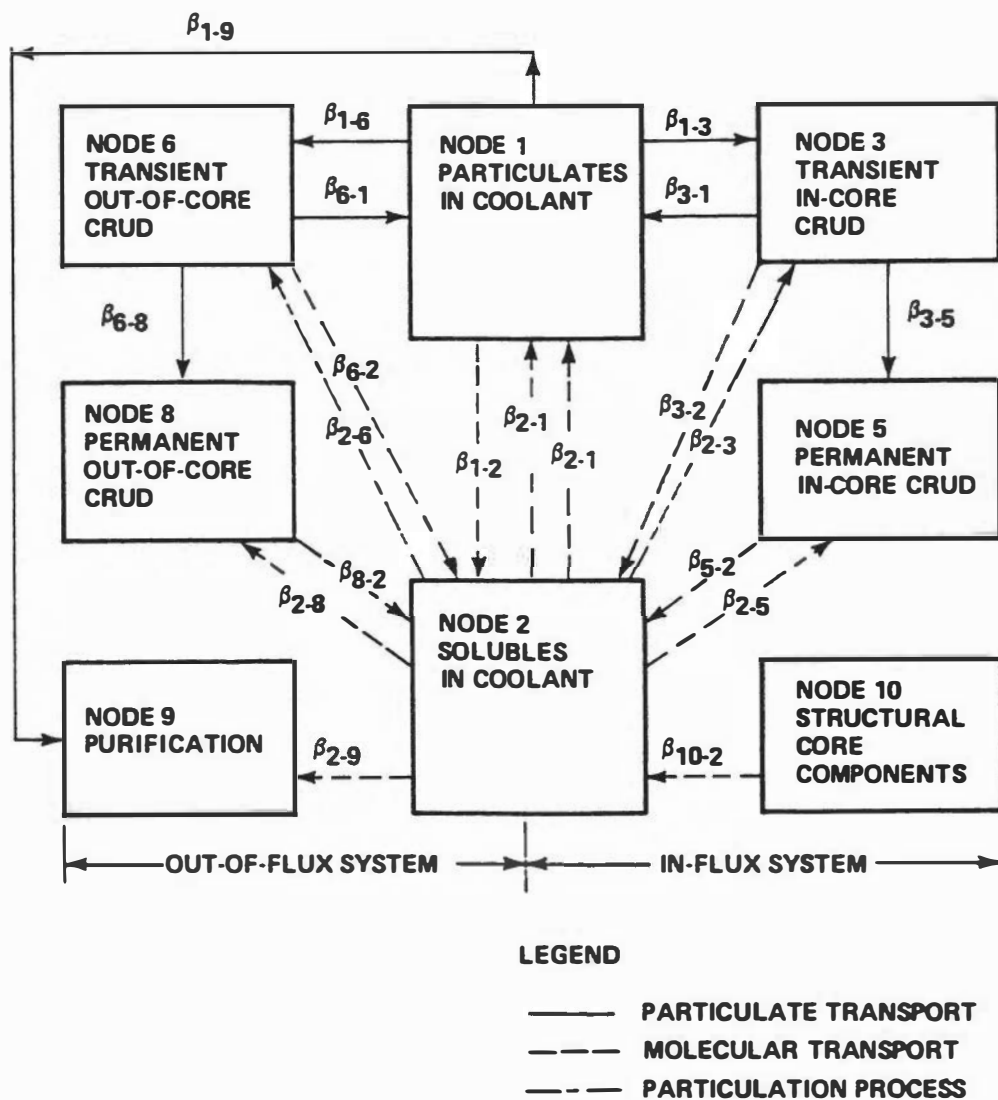 β1-9
NODE 6
TRANSIENT
OUT-OF-CORE
CRUD
β1-6
β6-1
NODE 1
PARTICULATES
IN COOLANT
β1-3
β3-1
NODE 3
TRANSIENT
IN-CORE
CRUD
β6-8
β6-2
β2-6
β1-2
β2-1
β2-1
β3-2
β2-3
β3-5
NODE 8
PERMANENT
OUT-OF-CORE
CRUD
NODE 5
PERMANENT
IN-CORE CRUD
β8-2
β2-8
NODE 2
SOLUBLES
IN COOLANT
β5-2
β2-5
NODE 9
PURIFICATION
β2-9
β10-2
NODE 10
STRUCTURAL
CORE
COMPONENTS
OUT-OF-FLUX SYSTEM
IN-FLUX SYSTEM
LEGEND
PARTICULATE TRANSPORT
MOLECULAR TRANSPORT
PARTICULATION PROCESS